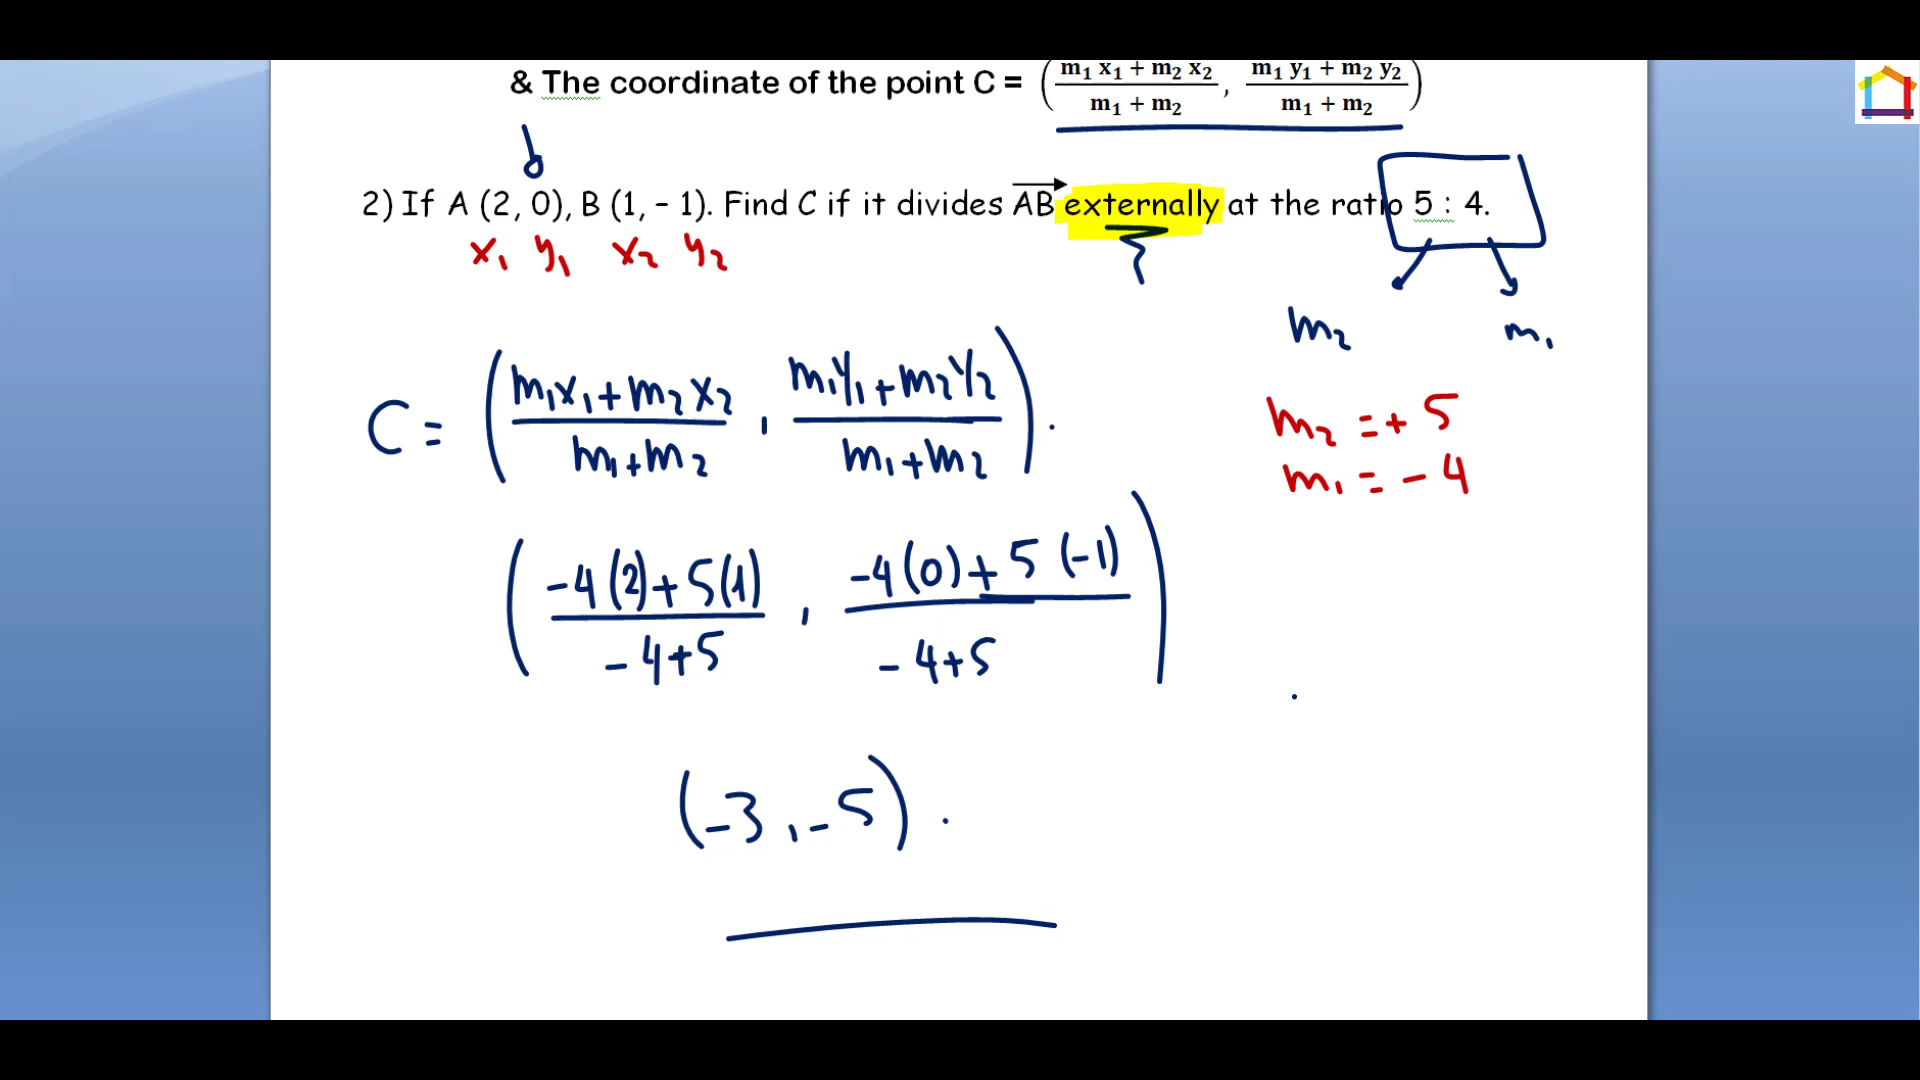 & The coordinate of the point C = ( (m₁ x₁ + m₂ x₂)/(m₁ + m₂) , (m₁ y₁ + m₂ y₂)/(m₁ + m₂) )
2) If A (2, 0), B (1, – 1). Find C if it divides AB externally at the ratio 5 : 4.
x₁ y₁ x₂ y₂
m₂ m₁
C = ( (m₁x₁+m₂x₂)/(m₁+m₂) , (m₁y₁+m₂y₂)/(m₁+m₂) ) .
m₂ = + 5
m₁ = - 4
( (-4(2)+5(1))/(-4+5) , (-4(0)+5(-1))/(-4+5) )
(-3 , -5) .